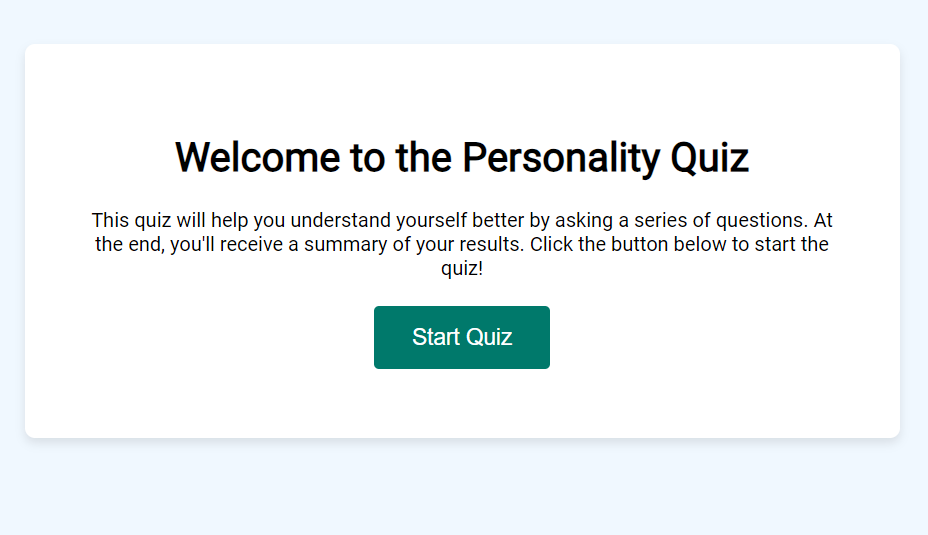 Welcome to the Personality Quiz
This quiz will help you understand yourself better by asking a series of questions. At
the end, you'll receive a summary of your results. Click the button below to start the
quiz!
Start Quiz